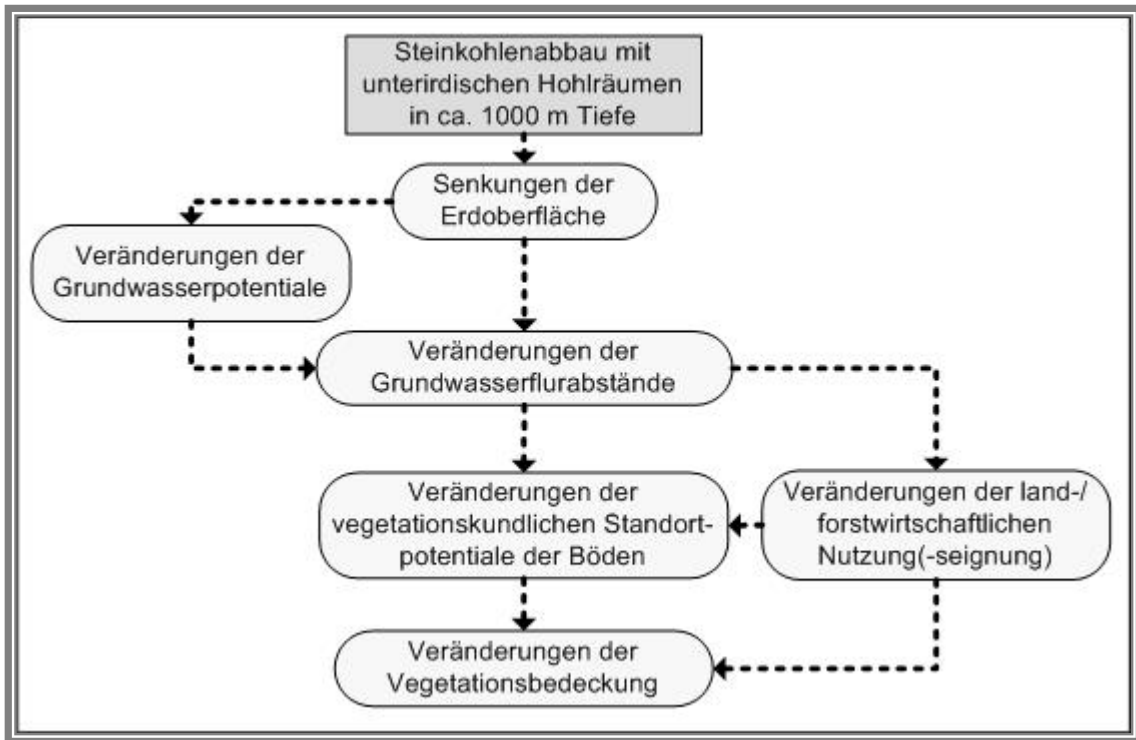 Steinkohlenabbau mit
unterirdischen Hohlräumen
in ca. 1000 m Tiefe
Senkungen der
Erdoberfläche
Veränderungen der
Grundwasserpotentiale
Veränderungen der
Grundwasserflurabstände
Veränderungen der
vegetationskundlichen Standort-
potentiale der Böden
Veränderungen der land-/
forstwirtschaftlichen
Nutzung(-seignung)
Veränderungen der
Vegetationsbedeckung